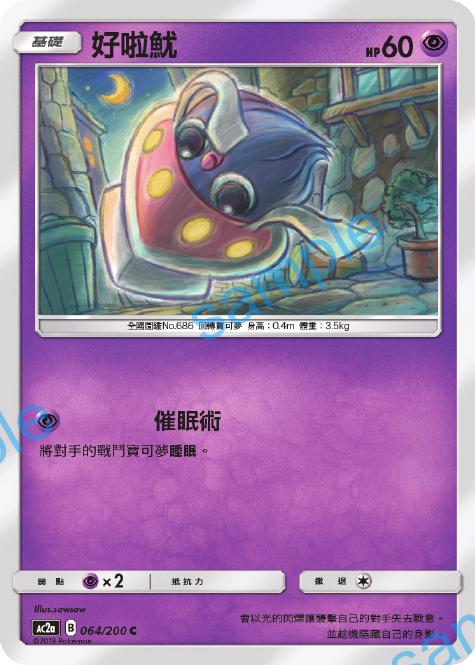 基礎 好啦魷 HP60
全國圖鑑No.686 回轉寶可夢 身高：0.4m 體重：3.5kg
催眠術
將對手的戰鬥寶可夢睡眠。
弱點 ×2 抵抗力 撤退
Illus.sowsow
AC2a B 064/200 C
©2019 Pokemon
會以光的閃爍讓襲擊自己的對手失去戰意。
並趁機隱藏自己的身影。
sample
sample
sample